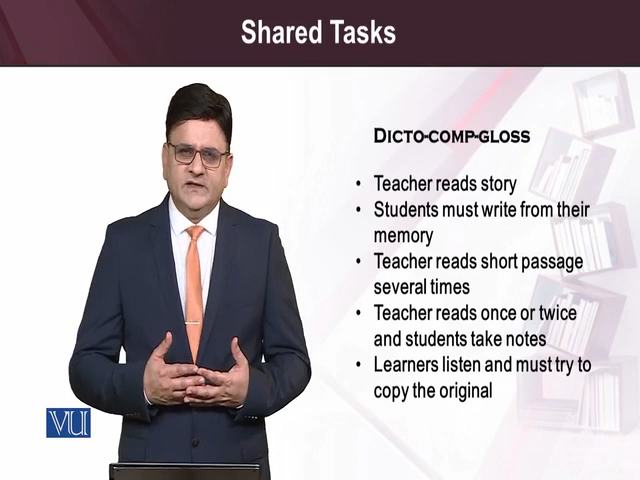 Shared Tasks
DICTO-COMP-GLOSS
• Teacher reads story
• Students must write from their
memory
• Teacher reads short passage
several times
• Teacher reads once or twice
and students take notes
• Learners listen and must try to
copy the original
VU